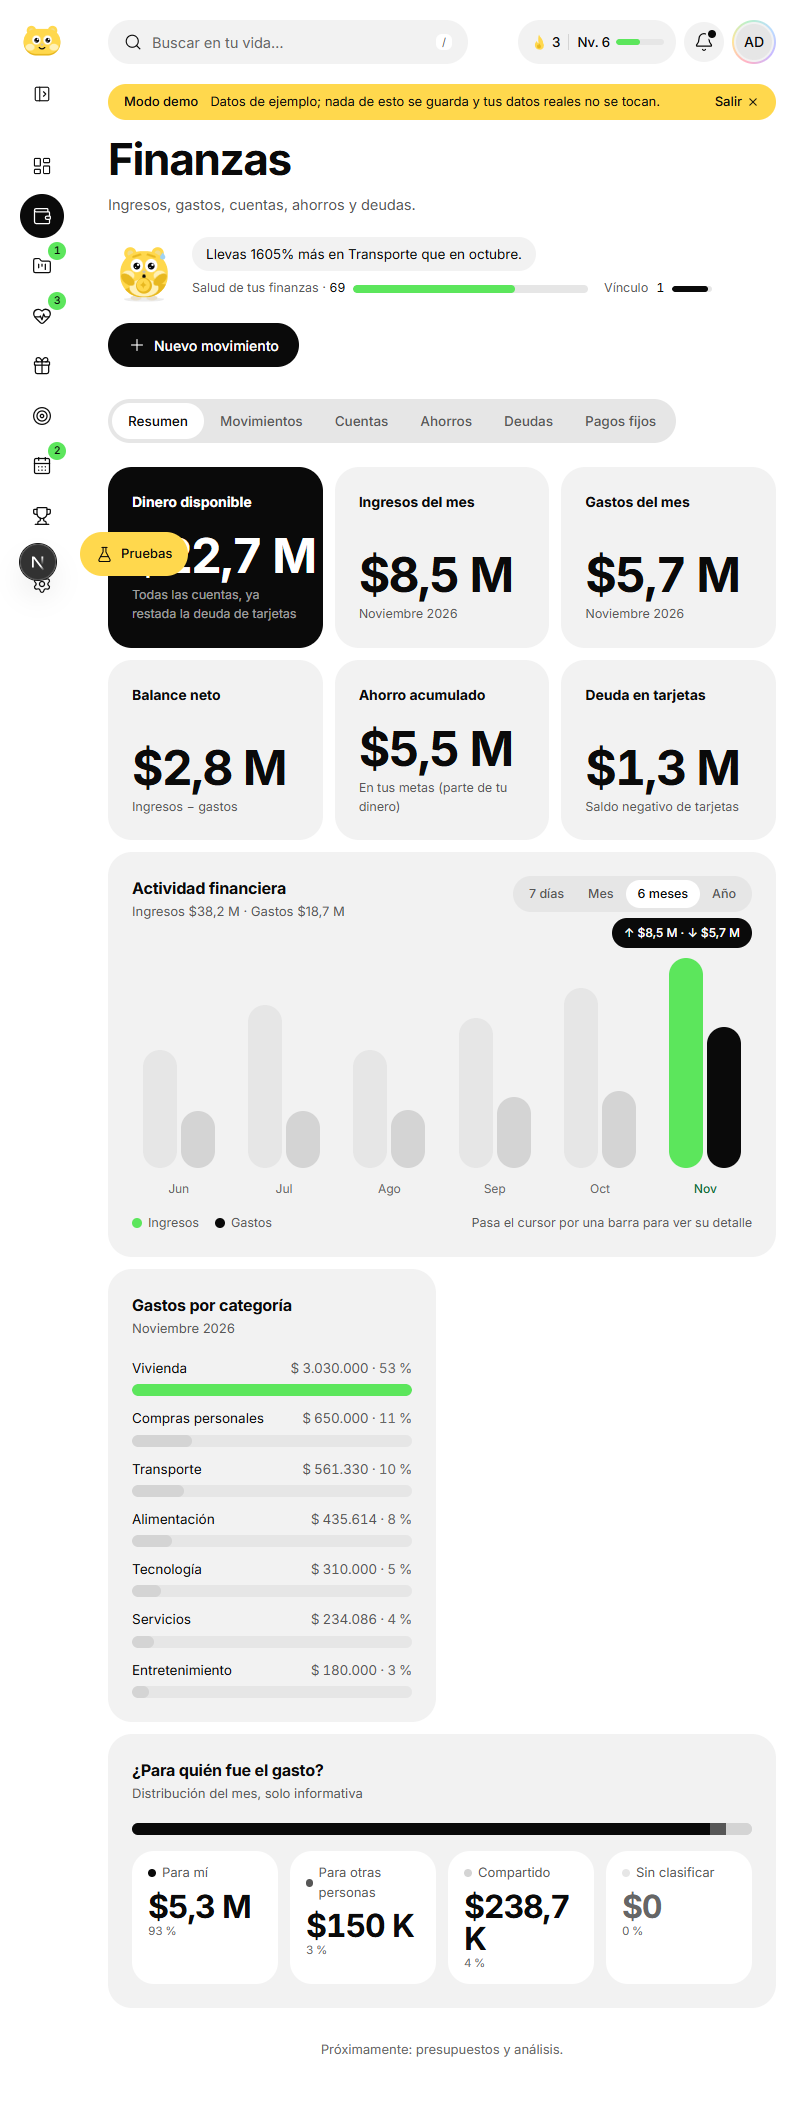 Buscar en tu vida...
/
3
Nv. 6
AD
Modo demo Datos de ejemplo; nada de esto se guarda y tus datos reales no se tocan.
Salir ×
1
3
2
N
Finanzas
Ingresos, gastos, cuentas, ahorros y deudas.
Llevas 1605% más en Transporte que en octubre.
Salud de tus finanzas · 69
Vínculo 1
+ Nuevo movimiento
Resumen
Movimientos
Cuentas
Ahorros
Deudas
Pagos fijos
Dinero disponible
22,7 M
Pruebas
Todas las cuentas, ya
restada la deuda de tarjetas
Ingresos del mes
$8,5 M
Noviembre 2026
Gastos del mes
$5,7 M
Noviembre 2026
Balance neto
$2,8 M
Ingresos − gastos
Ahorro acumulado
$5,5 M
En tus metas (parte de tu
dinero)
Deuda en tarjetas
$1,3 M
Saldo negativo de tarjetas
Actividad financiera
Ingresos $38,2 M · Gastos $18,7 M
7 días
Mes
6 meses
Año
↑ $8,5 M · ↓ $5,7 M
Jun
Jul
Ago
Sep
Oct
Nov
Ingresos
Gastos
Pasa el cursor por una barra para ver su detalle
Gastos por categoría
Noviembre 2026
Vivienda $ 3.030.000 · 53 %
Compras personales $ 650.000 · 11 %
Transporte $ 561.330 · 10 %
Alimentación $ 435.614 · 8 %
Tecnología $ 310.000 · 5 %
Servicios $ 234.086 · 4 %
Entretenimiento $ 180.000 · 3 %
¿Para quién fue el gasto?
Distribución del mes, solo informativa
Para mí
$5,3 M
93 %
Para otras
personas
$150 K
3 %
Compartido
$238,7
K
4 %
Sin clasificar
$0
0 %
Próximamente: presupuestos y análisis.